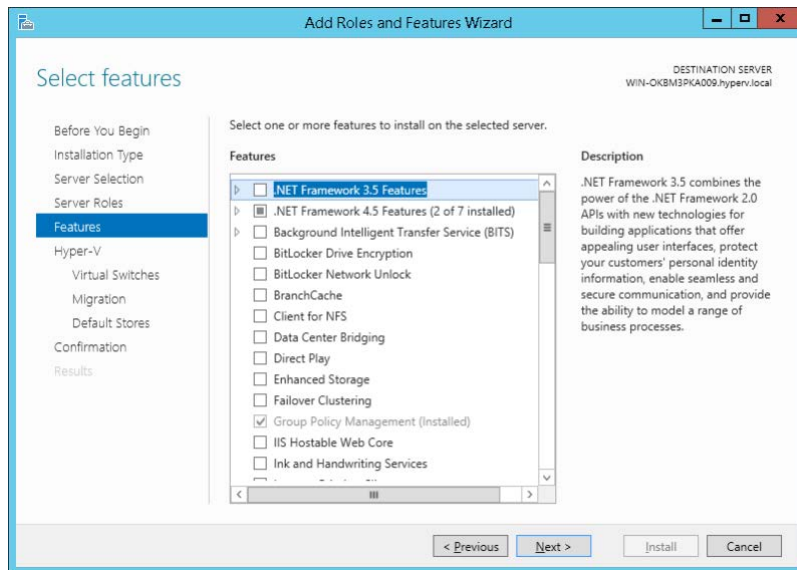 Add Roles and Features Wizard
Select features
DESTINATION SERVER
WIN-OKBM3PKA009.hyperv.local
Before You Begin
Installation Type
Server Selection
Server Roles
Features
Hyper-V
Virtual Switches
Migration
Default Stores
Confirmation
Results
Select one or more features to install on the selected server.
Features
.NET Framework 3.5 Features
.NET Framework 4.5 Features (2 of 7 installed)
Background Intelligent Transfer Service (BITS)
BitLocker Drive Encryption
BitLocker Network Unlock
BranchCache
Client for NFS
Data Center Bridging
Direct Play
Enhanced Storage
Failover Clustering
Group Policy Management (Installed)
IIS Hostable Web Core
Ink and Handwriting Services
Description
.NET Framework 3.5 combines the
power of the .NET Framework 2.0
APIs with new technologies for
building applications that offer
appealing user interfaces, protect
your customers' personal identity
information, enable seamless and
secure communication, and provide
the ability to model a range of
business processes.
< Previous
Next >
Install
Cancel